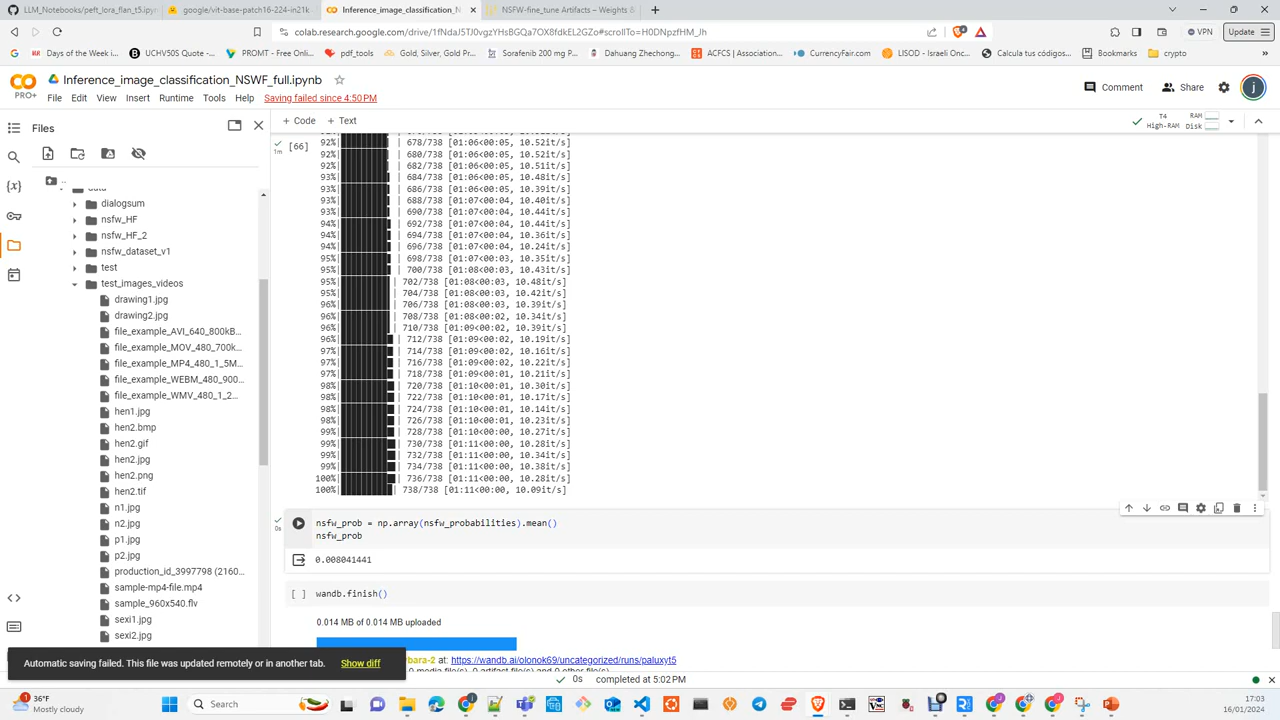 LLM_Notebooks/peft_lora_flan_t5.ipyn
google/vit-base-patch16-224-in21k
Inference_image_classification_N
NSFW-fine_tune Artifacts – Weights &
colab.research.google.com/drive/1fNdaJ5TJ0vgzYHsBGQa7OX8fdkEL2GZo#scrollTo=H0DNpzfHM_Jh
VPN
Update
Days of the Week i...
UCHV50S Quote - ...
PROMT - Free Onli...
pdf_tools
Gold, Silver, Gold Pr...
Sorafenib 200 mg P...
Dahuang Zhechong...
ACFCS | Association...
CurrencyFair.com
LISOD - Israeli Onco...
Calcula tus códigos...
Bookmarks
crypto
Inference_image_classification_NSWF_full.ipynb
PRO+
File Edit View Insert Runtime Tools Help Saving failed since 4:50 PM
Comment Share j
Files
+ Code + Text
T4
High-RAM
RAM
Disk
dialogsum
nsfw_HF
nsfw_HF_2
nsfw_dataset_v1
test
test_images_videos
drawing1.jpg
drawing2.jpg
file_example_AVI_640_800kB...
file_example_MOV_480_700k...
file_example_MP4_480_1_5M...
file_example_WEBM_480_900...
file_example_WMV_480_1_2...
hen1.jpg
hen2.bmp
hen2.gif
hen2.jpg
hen2.png
hen2.tif
n1.jpg
n2.jpg
p1.jpg
p2.jpg
production_id_3997798 (2160...
sample-mp4-file.mp4
sample_960x540.flv
sexi1.jpg
sexi2.jpg
[66]
1m
92%| | 678/738 [01:06<00:05, 10.52it/s]
92%| | 680/738 [01:06<00:05, 10.52it/s]
92%| | 682/738 [01:06<00:05, 10.51it/s]
93%| | 684/738 [01:06<00:05, 10.48it/s]
93%| | 686/738 [01:06<00:05, 10.39it/s]
93%| | 688/738 [01:07<00:04, 10.40it/s]
93%| | 690/738 [01:07<00:04, 10.44it/s]
94%| | 692/738 [01:07<00:04, 10.44it/s]
94%| | 694/738 [01:07<00:04, 10.36it/s]
94%| | 696/738 [01:07<00:04, 10.24it/s]
95%| | 698/738 [01:08<00:03, 10.35it/s]
95%| | 700/738 [01:08<00:03, 10.43it/s]
95%| | 702/738 [01:08<00:03, 10.48it/s]
95%| | 704/738 [01:08<00:03, 10.42it/s]
96%| | 706/738 [01:08<00:03, 10.39it/s]
96%| | 708/738 [01:09<00:02, 10.34it/s]
96%| | 710/738 [01:09<00:02, 10.39it/s]
96%| | 712/738 [01:09<00:02, 10.19it/s]
97%| | 714/738 [01:09<00:02, 10.16it/s]
97%| | 716/738 [01:09<00:02, 10.22it/s]
97%| | 718/738 [01:09<00:01, 10.21it/s]
98%| | 720/738 [01:10<00:01, 10.30it/s]
98%| | 722/738 [01:10<00:01, 10.17it/s]
98%| | 724/738 [01:10<00:01, 10.14it/s]
98%| | 726/738 [01:10<00:01, 10.23it/s]
99%| | 728/738 [01:10<00:00, 10.27it/s]
99%| | 730/738 [01:11<00:00, 10.28it/s]
99%| | 732/738 [01:11<00:00, 10.34it/s]
99%| | 734/738 [01:11<00:00, 10.38it/s]
100%| | 736/738 [01:11<00:00, 10.28it/s]
100%| | 738/738 [01:11<00:00, 10.09it/s]
0s
nsfw_prob = np.array(nsfw_probabilities).mean()
nsfw_prob
0.008041441
[ ] wandb.finish()
0.014 MB of 0.014 MB uploaded
at: https://wandb.ai/olonok69/uncategorized/runs/paluxyt5
Automatic saving failed. This file was updated remotely or in another tab. Show diff
0s completed at 5:02 PM
36°F
Mostly cloudy
Search
17:03
16/01/2024